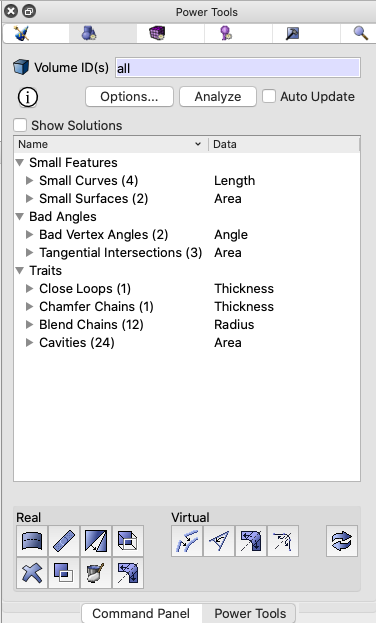 Power Tools
Volume ID(s) all
Options... Analyze Auto Update
Show Solutions
Name Data
Small Features
Small Curves (4) Length
Small Surfaces (2) Area
Bad Angles
Bad Vertex Angles (2) Angle
Tangential Intersections (3) Area
Traits
Close Loops (1) Thickness
Chamfer Chains (1) Thickness
Blend Chains (12) Radius
Cavities (24) Area
Real Virtual
Command Panel Power Tools